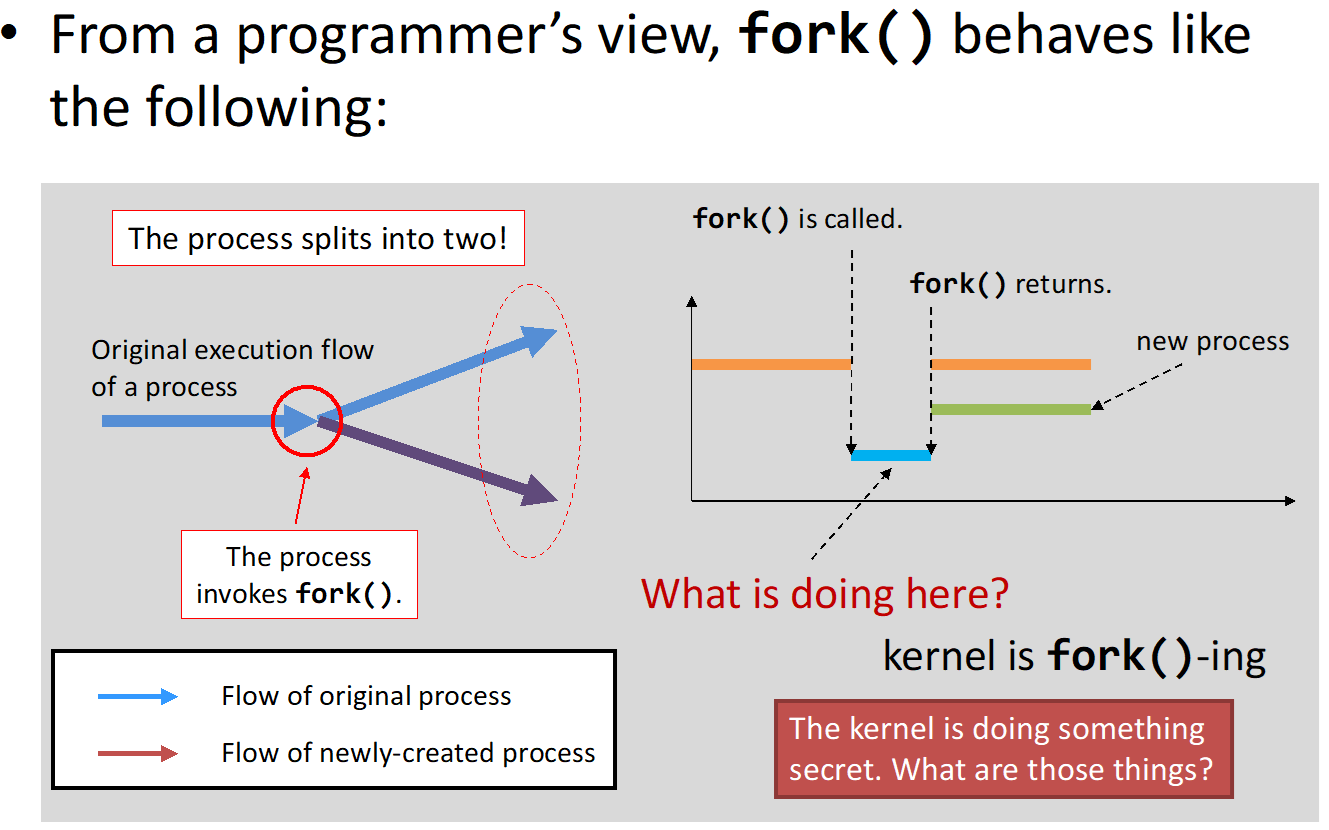 • From a programmer’s view, fork() behaves like
the following:
The process splits into two!
Original execution flow
of a process
The process
invokes fork().
Flow of original process
Flow of newly-created process
fork() is called.
fork() returns.
new process
What is doing here?
kernel is fork()-ing
The kernel is doing something
secret. What are those things?